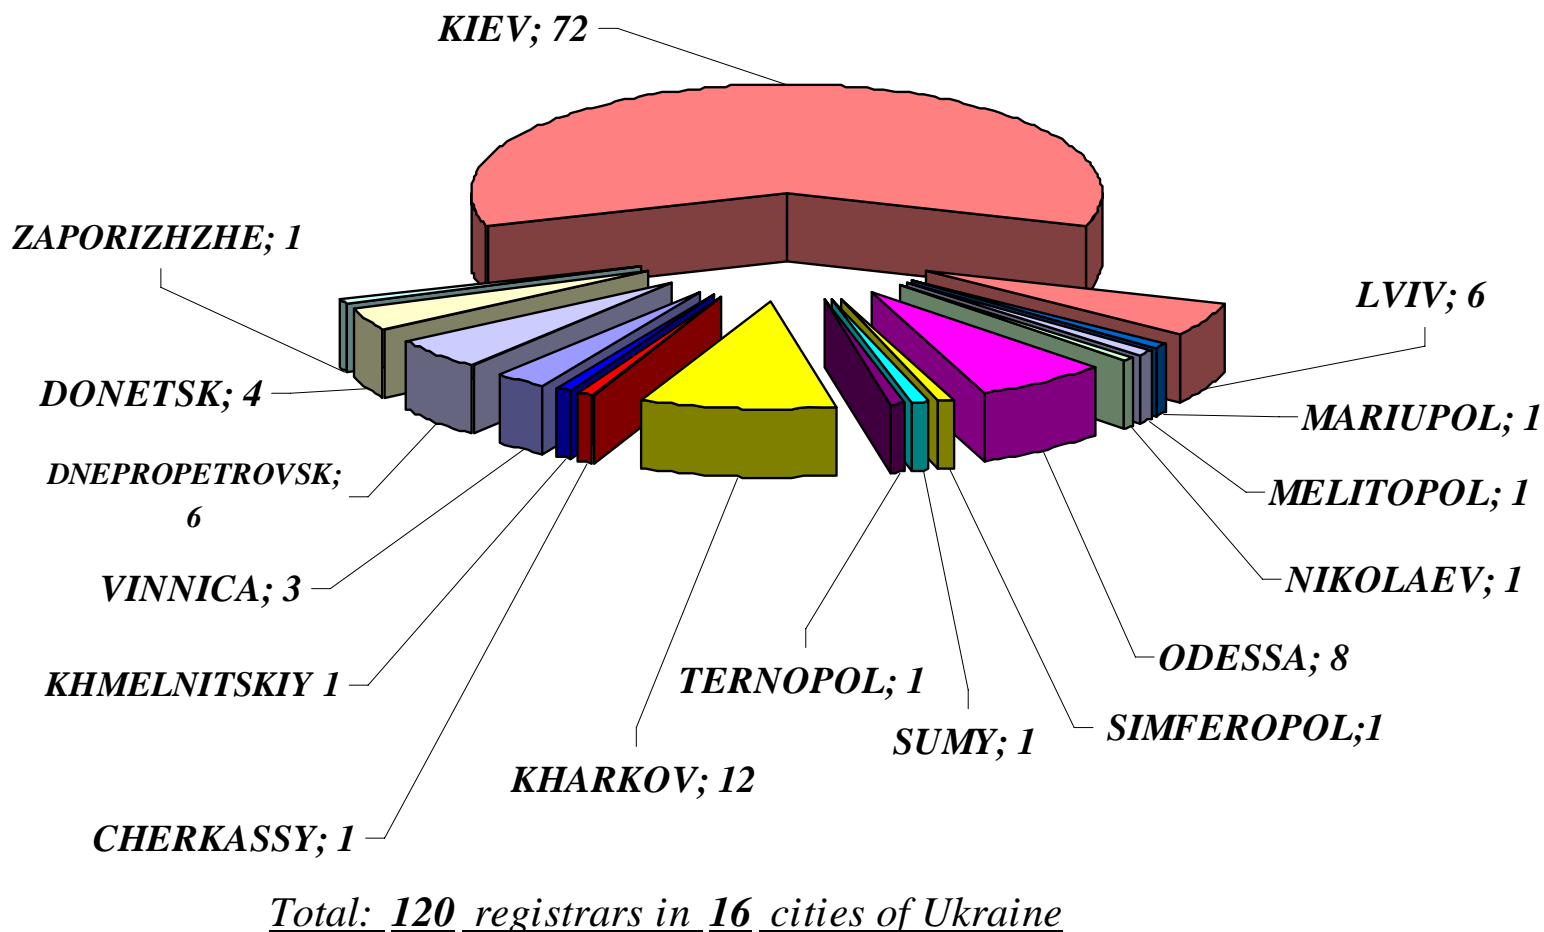 KIEV; 72
ZAPORIZHZHE; 1
LVIV; 6
DONETSK; 4
MARIUPOL; 1
DNEPROPETROVSK;
6
MELITOPOL; 1
VINNICA; 3
NIKOLAEV; 1
KHMELNITSKIY 1
TERNOPOL; 1
ODESSA; 8
SUMY; 1
SIMFEROPOL;1
KHARKOV; 12
CHERKASSY; 1
Total: 120 registrars in 16 cities of Ukraine